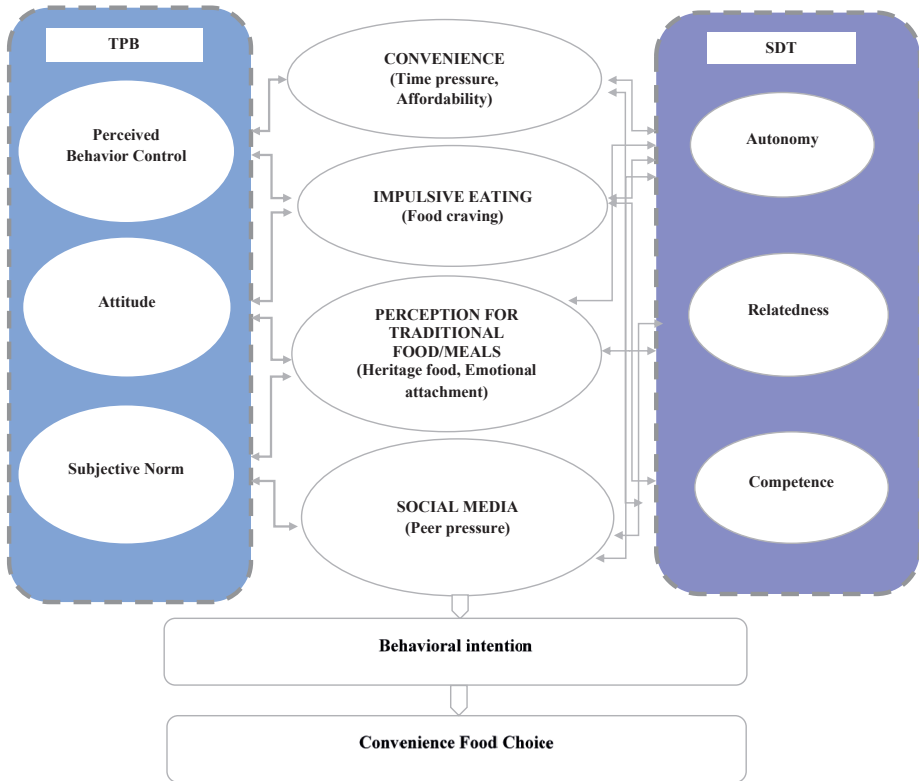 TPB
Perceived
Behavior Control
Attitude
Subjective Norm
CONVENIENCE
(Time pressure,
Affordability)
IMPULSIVE EATING
(Food craving)
PERCEPTION FOR
TRADITIONAL
FOOD/MEALS
(Heritage food, Emotional
attachment)
SOCIAL MEDIA
(Peer pressure)
SDT
Autonomy
Relatedness
Competence
Behavioral intention
Convenience Food Choice